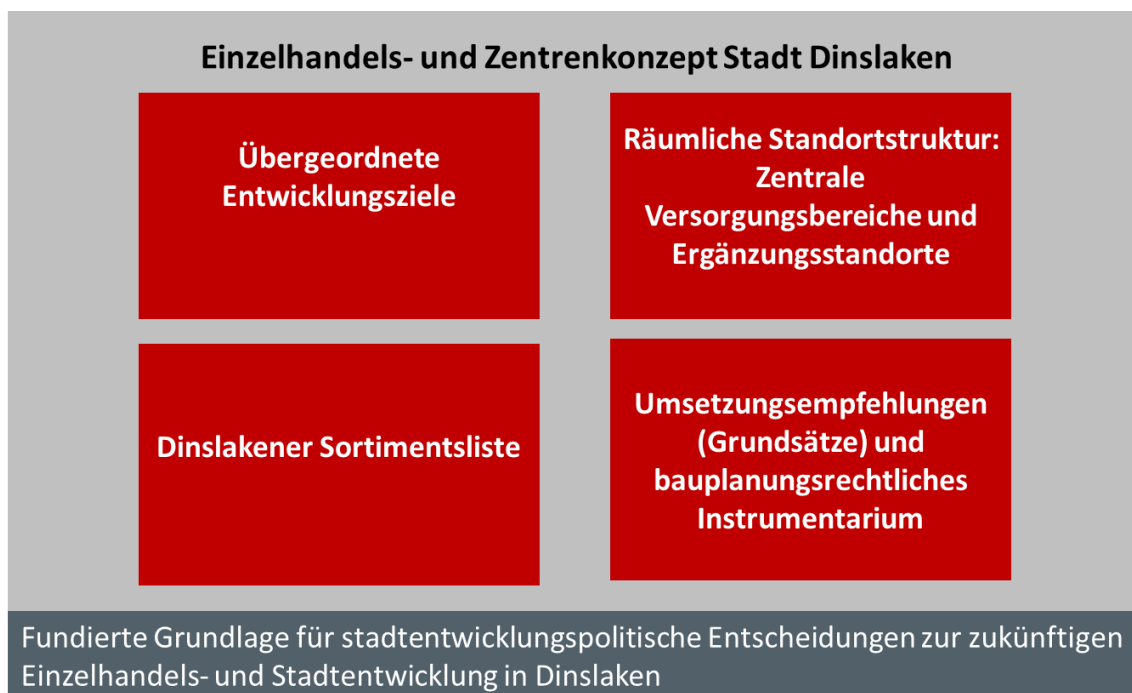 Einzelhandels- und Zentrenkonzept Stadt Dinslaken
Übergeordnete
Entwicklungsziele
Räumliche Standortstruktur:
Zentrale
Versorgungsbereiche und
Ergänzungsstandorte
Dinslakener Sortimentsliste
Umsetzungsempfehlungen
(Grundsätze) und
bauplanungsrechtliches
Instrumentarium
Fundierte Grundlage für stadtentwicklungspolitische Entscheidungen zur zukünftigen
Einzelhandels- und Stadtentwicklung in Dinslaken